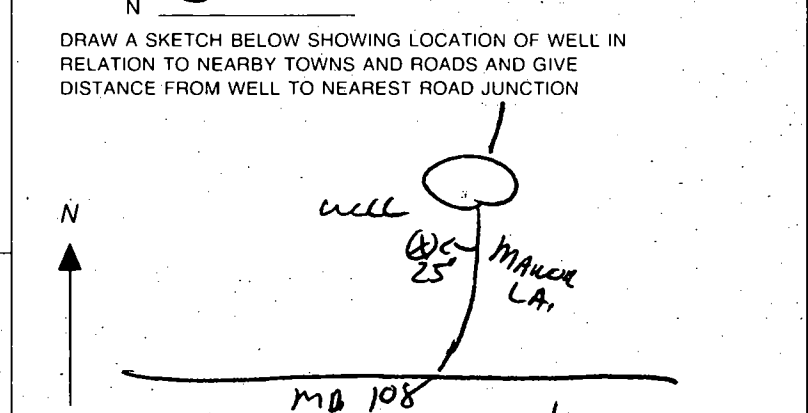 N
DRAW A SKETCH BELOW SHOWING LOCATION OF WELL IN
RELATION TO NEARBY TOWNS AND ROADS AND GIVE
DISTANCE FROM WELL TO NEAREST ROAD JUNCTION
N
well
25'
MANOR
LA.
MD 108